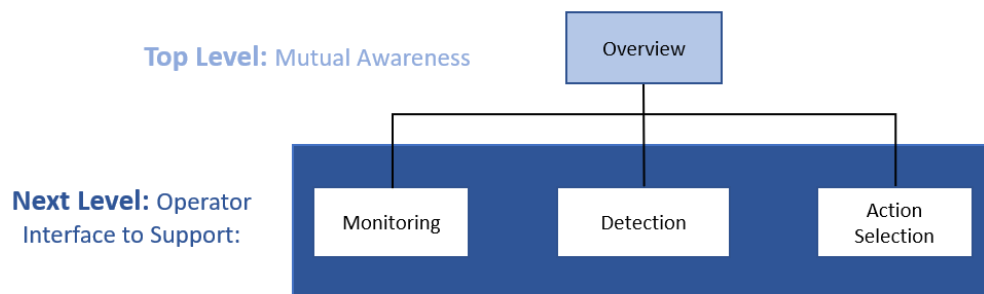 Top Level: Mutual Awareness
Overview
Next Level: Operator
Interface to Support:
Monitoring
Detection
Action
Selection